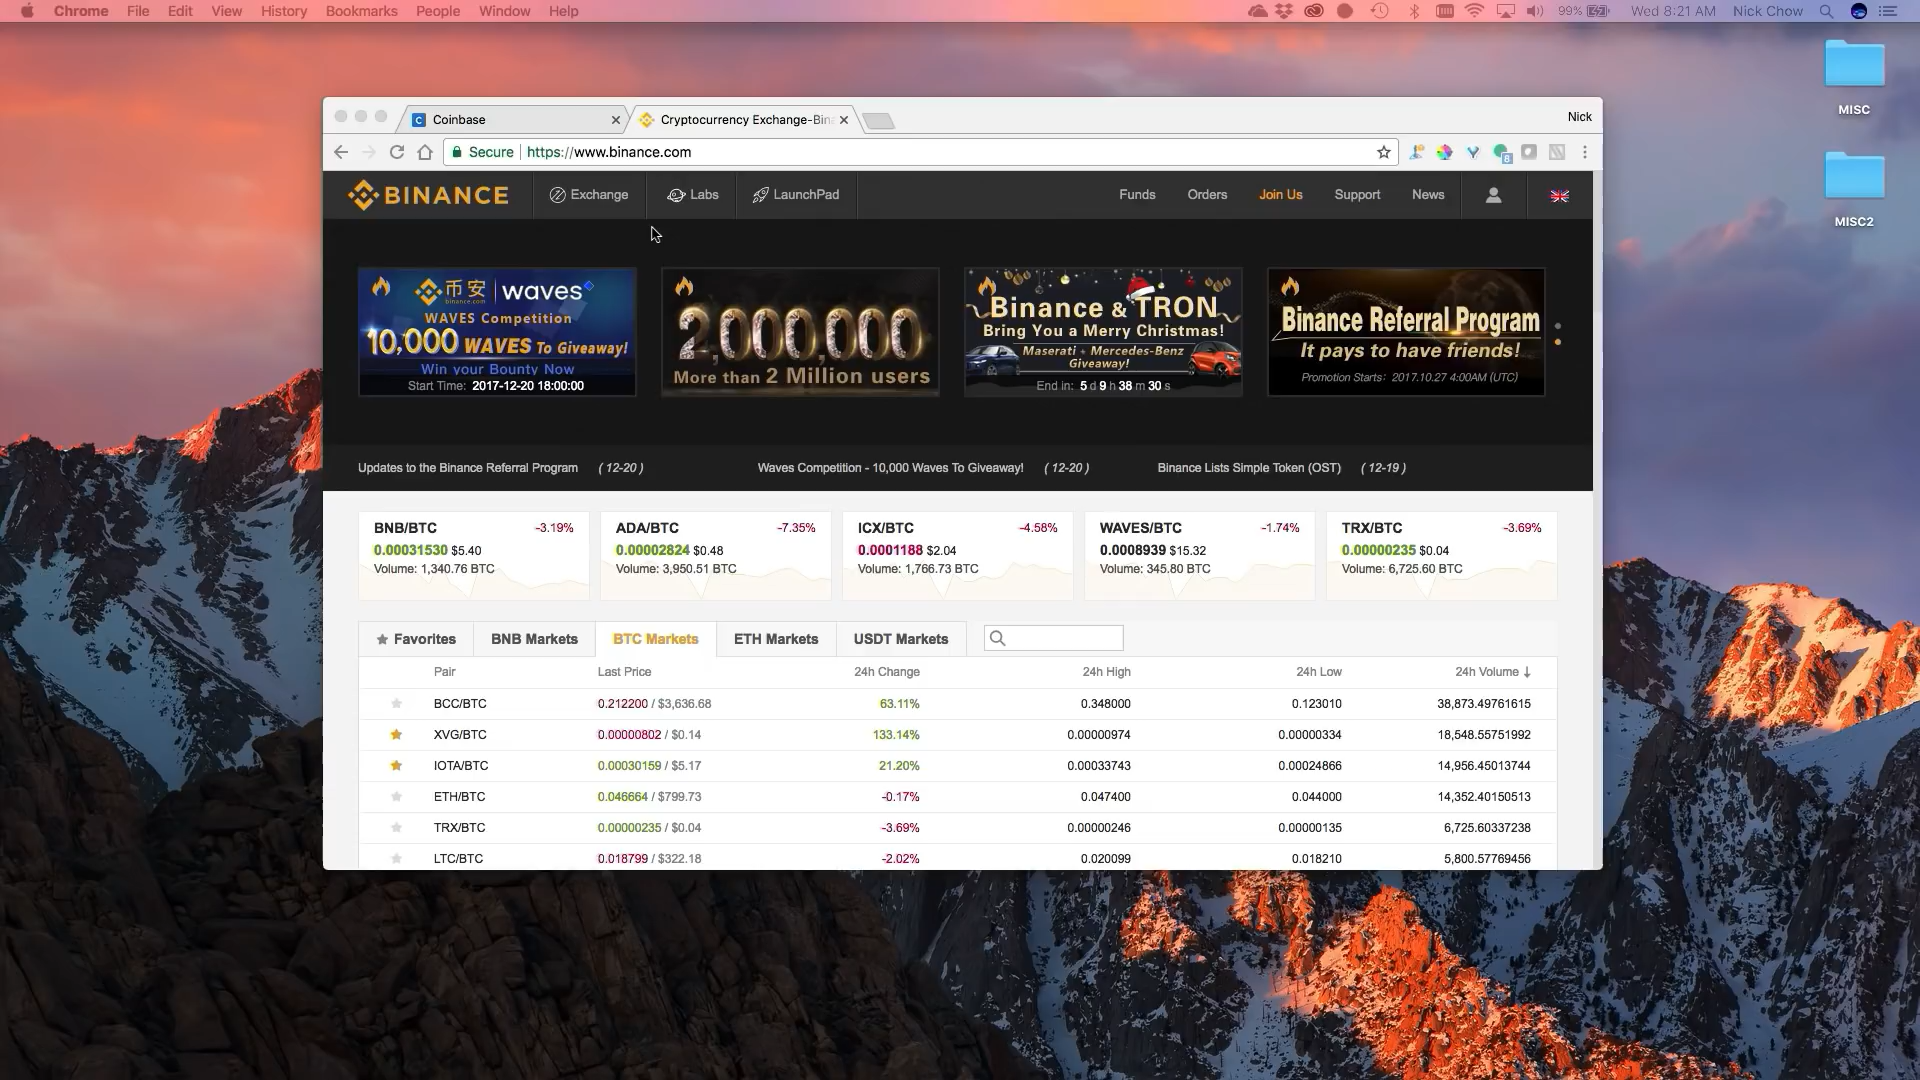 Chrome File Edit View History Bookmarks People Window Help
99% Wed 8:21 AM Nick Chow
MISC
MISC2
Coinbase
Cryptocurrency Exchange-Bin
Nick
Secure https://www.binance.com
8
BINANCE Exchange Labs LaunchPad Funds Orders Join Us Support News
币安 waves
binance.com
WAVES Competition
10,000 WAVES To Giveaway!
Win your Bounty Now
Start Time: 2017-12-20 18:00:00
2,000,000
More than 2 Million users
Binance & TRON
Bring You a Merry Christmas!
Maserati + Mercedes-Benz
Giveaway!
End in: 5 d 9 h 38 m 30 s
Binance Referral Program
It pays to have friends!
Promotion Starts: 2017.10.27 4:00AM (UTC)
Updates to the Binance Referral Program ( 12-20 ) Waves Competition - 10,000 Waves To Giveaway! ( 12-20 ) Binance Lists Simple Token (OST) ( 12-19 )
BNB/BTC -3.19%
0.00031530 $5.40
Volume: 1,340.76 BTC
ADA/BTC -7.35%
0.00002824 $0.48
Volume: 3,950.51 BTC
ICX/BTC -4.58%
0.0001188 $2.04
Volume: 1,766.73 BTC
WAVES/BTC -1.74%
0.0008939 $15.32
Volume: 345.80 BTC
TRX/BTC -3.69%
0.00000235 $0.04
Volume: 6,725.60 BTC
Favorites BNB Markets BTC Markets ETH Markets USDT Markets
Pair Last Price 24h Change 24h High 24h Low 24h Volume ↓
BCC/BTC 0.212200 / $3,636.68 63.11% 0.348000 0.123010 38,873.49761615
XVG/BTC 0.00000802 / $0.14 133.14% 0.00000974 0.00000334 18,548.55751992
IOTA/BTC 0.00030159 / $5.17 21.20% 0.00033743 0.00024866 14,956.45013744
ETH/BTC 0.046664 / $799.73 -0.17% 0.047400 0.044000 14,352.40150513
TRX/BTC 0.00000235 / $0.04 -3.69% 0.00000246 0.00000135 6,725.60337238
LTC/BTC 0.018799 / $322.18 -2.02% 0.020099 0.018210 5,800.57769456